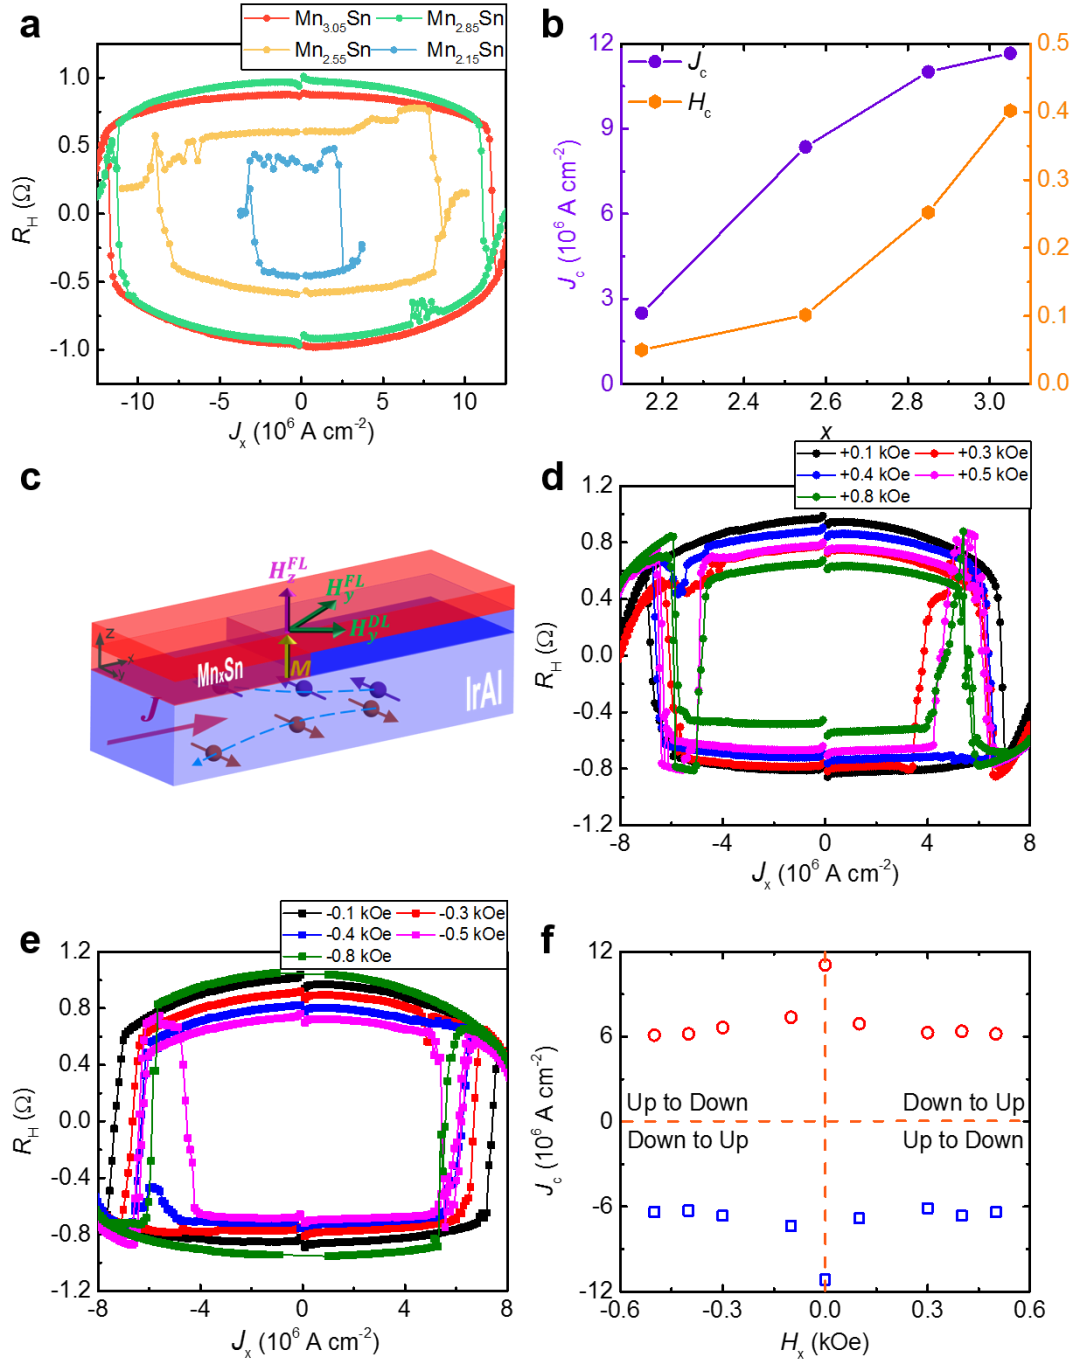 a
Mn3.05Sn Mn2.85Sn
Mn2.55Sn Mn2.15Sn
1.0
0.5
0.0
-0.5
-1.0
RH (Ω)
-10 -5 0 5 10
Jx (10^6 A cm^-2)
b
Jc
Hc
12
9
6
3
0
Jc (10^6 A cm^-2)
0.5
0.4
0.3
0.2
0.1
0.0
2.2 2.4 2.6 2.8 3.0
x
c
HzFL
HyFL
HyDL
M
z
x
y
MnxSn
J
IrAl
d
+0.1 kOe +0.3 kOe
+0.4 kOe +0.5 kOe
+0.8 kOe
1.2
0.8
0.4
0.0
-0.4
-0.8
-1.2
RH (Ω)
-8 -4 0 4 8
Jx (10^6 A cm^-2)
e
-0.1 kOe -0.3 kOe
-0.4 kOe -0.5 kOe
-0.8 kOe
1.2
0.8
0.4
0.0
-0.4
-0.8
-1.2
RH (Ω)
-8 -4 0 4 8
Jx (10^6 A cm^-2)
f
12
6
0
-6
-12
Jc (10^6 A cm^-2)
Up to Down Down to Up
Down to Up Up to Down
-0.6 -0.3 0.0 0.3 0.6
Hx (kOe)